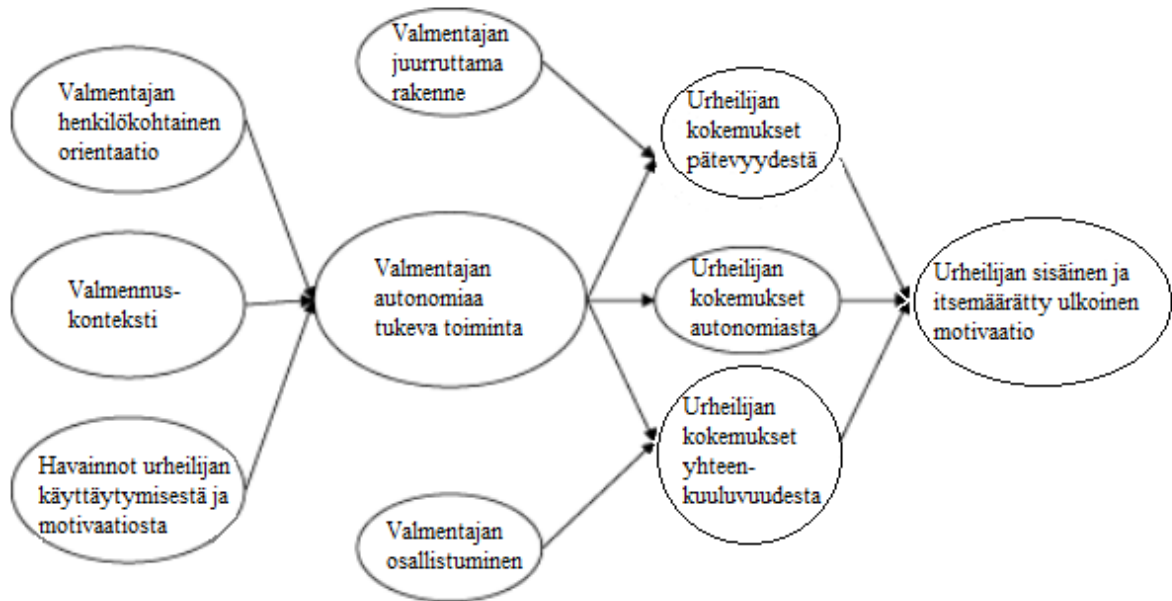 Valmentajan
henkilökohtainen
orientaatio
Valmennus-
konteksti
Havainnot urheilijan
käyttäytymisestä ja
motivaatiosta
Valmentajan
juurruttama
rakenne
Valmentajan
autonomiaa
tukeva toiminta
Valmentajan
osallistuminen
Urheilijan
kokemukset
pätevyydestä
Urheilijan
kokemukset
autonomiasta
Urheilijan
kokemukset
yhteen-
kuuluvuudesta
Urheilijan sisäinen ja
itsemäärätty ulkoinen
motivaatio